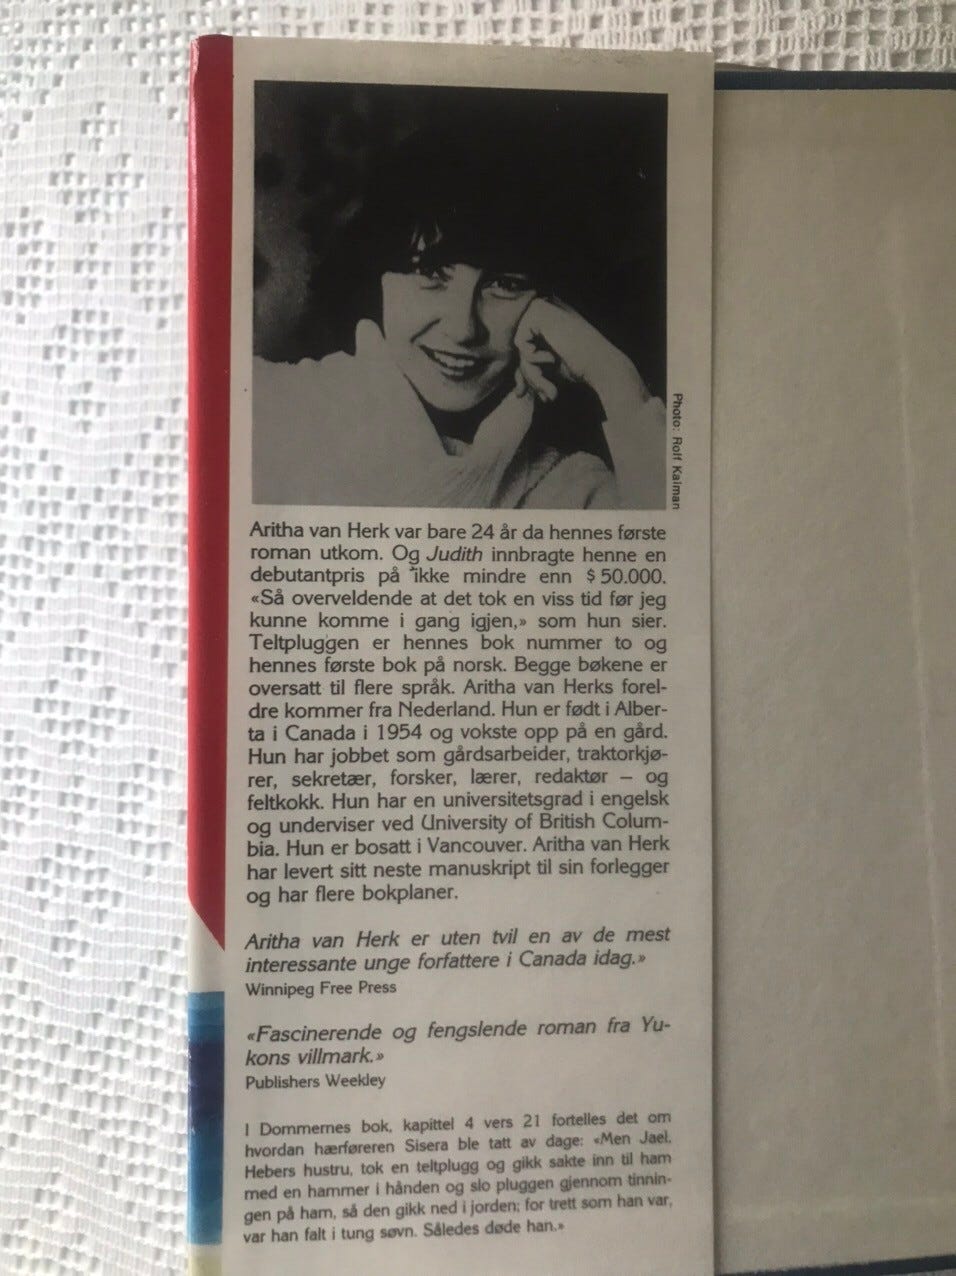 Photo: Rolf Kalman
Aritha van Herk var bare 24 år da hennes første
roman utkom. Og Judith innbragte henne en
debutantpris på ikke mindre enn $ 50.000.
«Så overveldende at det tok en viss tid før jeg
kunne komme i gang igjen,» som hun sier.
Teltpluggen er hennes bok nummer to og
hennes første bok på norsk. Begge bøkene er
oversatt til flere språk. Aritha van Herks forel-
dre kommer fra Nederland. Hun er født i Alber-
ta i Canada i 1954 og vokste opp på en gård.
Hun har jobbet som gårdsarbeider, traktorkjø-
rer, sekretær, forsker, lærer, redaktør – og
feltkokk. Hun har en universitetsgrad i engelsk
og underviser ved University of British Colum-
bia. Hun er bosatt i Vancouver. Aritha van Herk
har levert sitt neste manuskript til sin forlegger
og har flere bokplaner.
Aritha van Herk er uten tvil en av de mest
interessante unge forfattere i Canada idag.»
Winnipeg Free Press
«Fascinerende og fengslende roman fra Yu-
kons villmark.»
Publishers Weekley
I Dommernes bok, kapittel 4 vers 21 fortelles det om
hvordan hærføreren Sisera ble tatt av dage: «Men Jael,
Hebers hustru, tok en teltplugg og gikk sakte inn til ham
med en hammer i hånden og slo pluggen gjennom tinnin-
gen på ham, så den gikk ned i jorden; for trett som han var,
var han falt i tung søvn. Således døde han.»